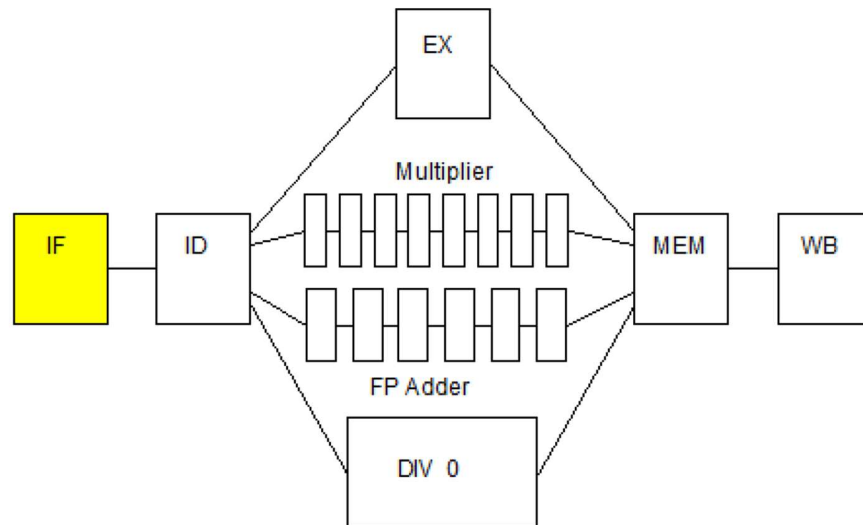 EX
Multiplier
IF
ID
MEM
WB
FP Adder
DIV 0